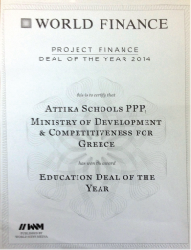 WORLD FINANCE
PROJECT FINANCE
DEAL OF THE YEAR 2014
this is to certify that
ATTIKA SCHOOLS PPP,
MINISTRY OF DEVELOPMENT
& COMPETITIVENESS FOR
GREECE
has won the award
EDUCATION DEAL OF THE
YEAR